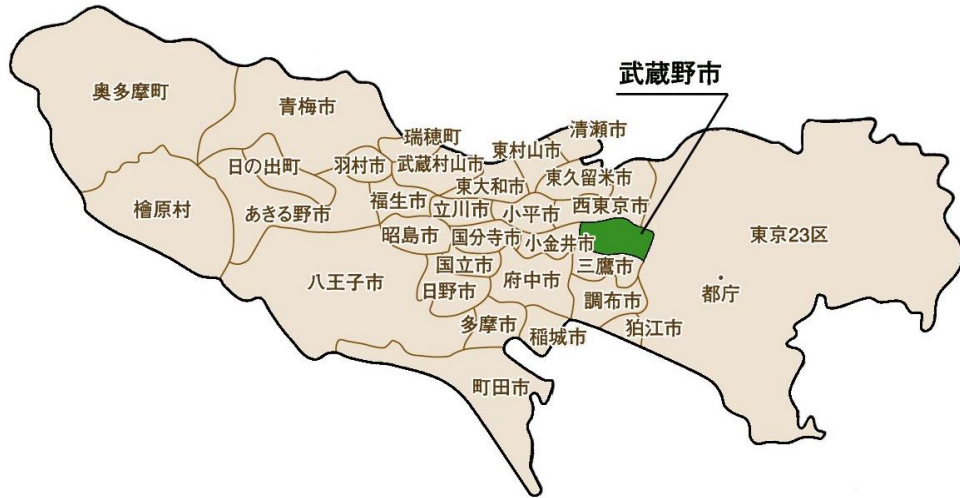 武蔵野市
奥多摩町
青梅市
瑞穂町
清瀬市
日の出町
羽村市
武蔵村山市
東村山市
東久留米市
東大和市
檜原村
あきる野市
福生市
立川市
小平市
西東京市
昭島市
国分寺市
小金井市
東京23区
国立市
三鷹市
八王子市
日野市
府中市
都庁
調布市
多摩市
稲城市
狛江市
町田市